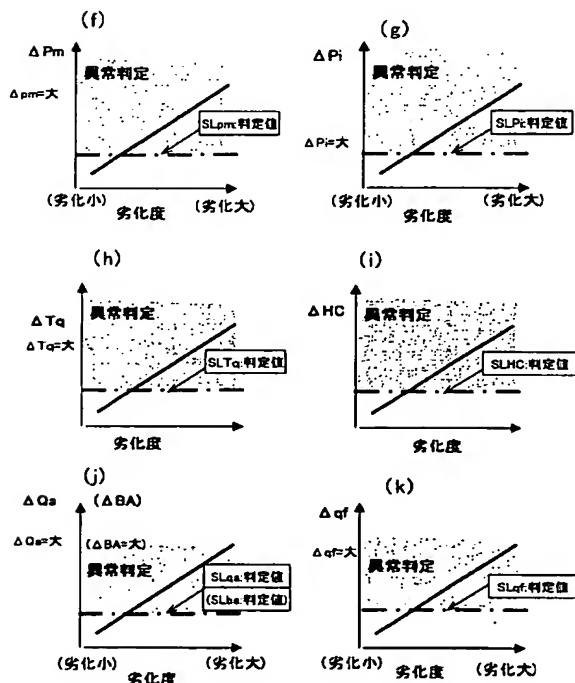 (f)
ΔPm
異常判定
Δpm=大
SLpm:判定値
(劣化小)
劣化度
(劣化大)
(g)
ΔPi
異常判定
ΔPi=大
SLPi:判定値
(劣化小)
劣化度
(劣化大)
(h)
ΔTq
異常判定
ΔTq=大
SLTq:判定値
劣化度
(i)
ΔHC
異常判定
SLHC:判定値
劣化度
(j)
ΔQa (ΔBA)
ΔQa=大 (ΔBA=大)
異常判定
SLqa:判定値
(SLba:判定値)
(劣化小)
劣化度
(劣化大)
(k)
Δqf
Δqf=大
異常判定
SLqf:判定値
(劣化小)
劣化度
(劣化大)